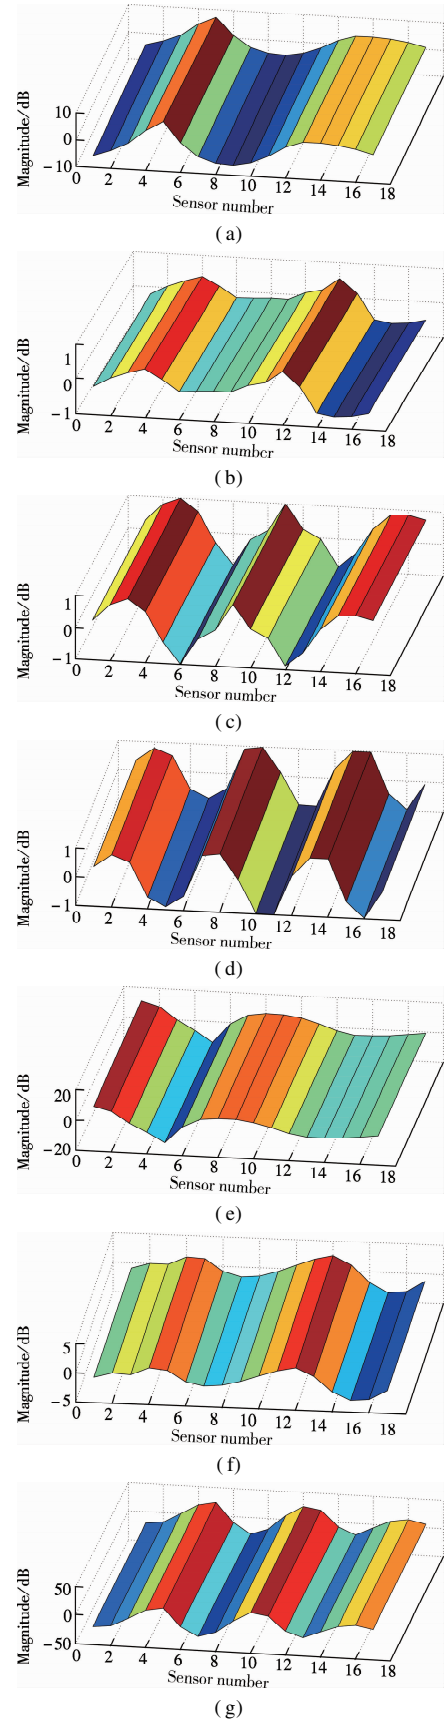 10
0
-10
Magnitude/dB
0 2 4 6 8 10 12 14 16 18
Sensor number
(a)
1
0
-1
Magnitude/dB
0 2 4 6 8 10 12 14 16 18
Sensor number
(b)
1
0
-1
Magnitude/dB
0 2 4 6 8 10 12 14 16 18
Sensor number
(c)
1
0
-1
Magnitude/dB
0 2 4 6 8 10 12 14 16 18
Sensor number
(d)
20
0
-20
Magnitude/dB
0 2 4 6 8 10 12 14 16 18
Sensor number
(e)
5
0
-5
Magnitude/dB
0 2 4 6 8 10 12 14 16 18
Sensor number
(f)
50
0
-50
Magnitude/dB
0 2 4 6 8 10 12 14 16 18
Sensor number
(g)